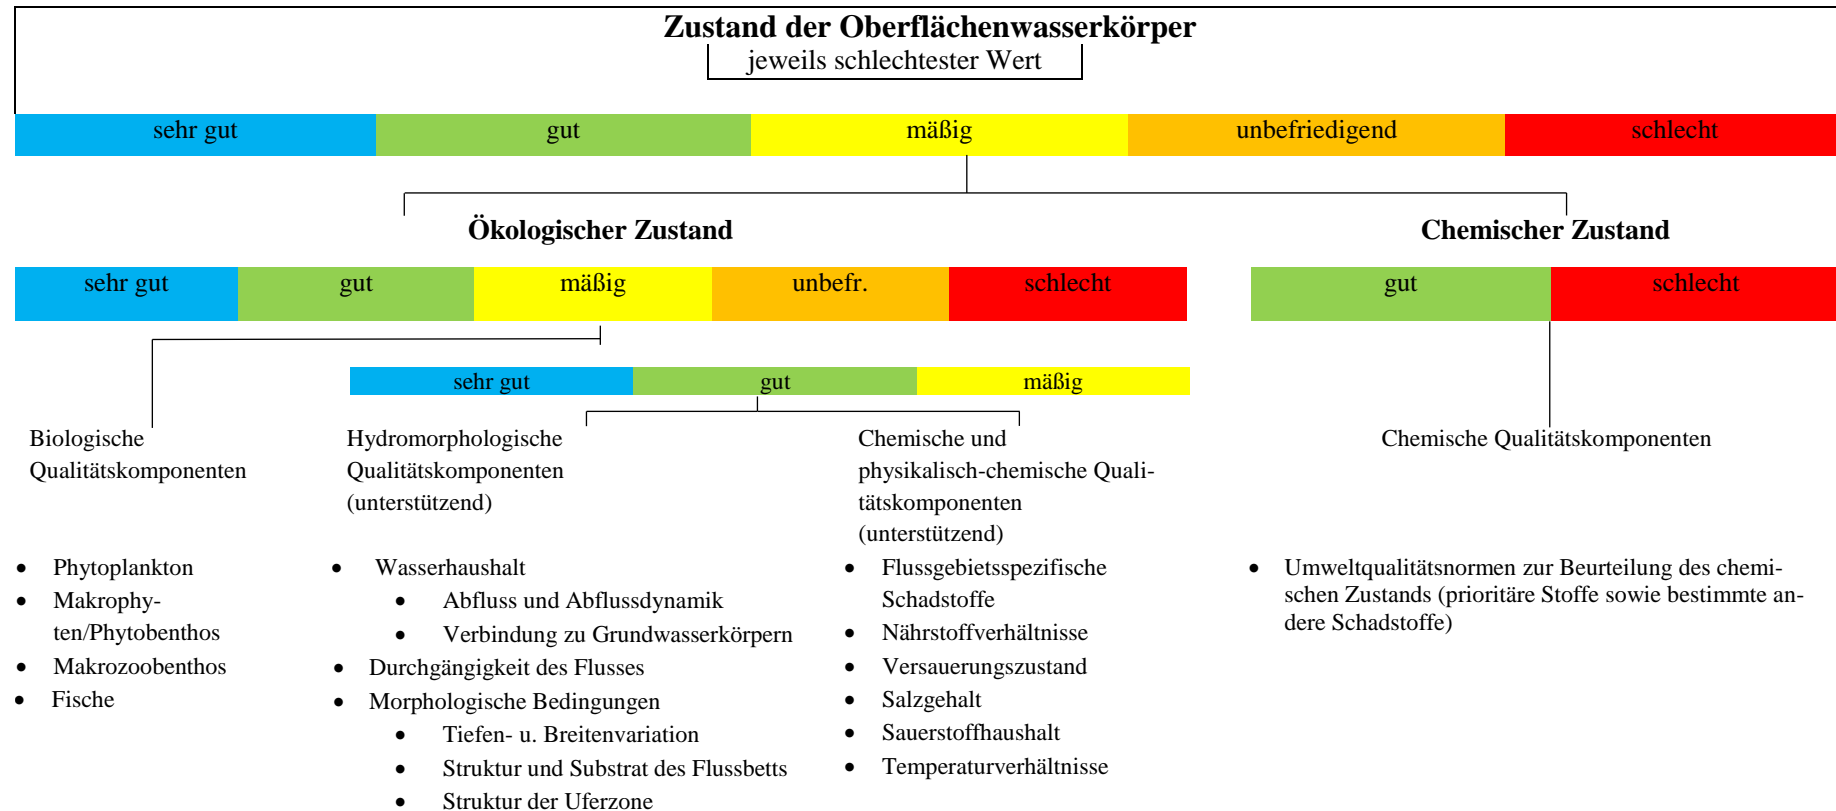 Zustand der Oberflächenwasserkörper
jeweils schlechtester Wert
sehr gut gut mäßig unbefriedigend schlecht
Ökologischer Zustand
Chemischer Zustand
sehr gut gut mäßig unbefr. schlecht
gut schlecht
sehr gut gut mäßig
Biologische
Qualitätskomponenten
Hydromorphologische
Qualitätskomponenten
(unterstützend)
Chemische und
physikalisch-chemische Quali-
tätskomponenten
(unterstützend)
Chemische Qualitätskomponenten
• Phytoplankton
• Makrophy-
ten/Phytobenthos
• Makrozoobenthos
• Fische
• Wasserhaushalt
• Abfluss und Abflussdynamik
• Verbindung zu Grundwasserkörpern
• Durchgängigkeit des Flusses
• Morphologische Bedingungen
• Tiefen- u. Breitenvariation
• Struktur und Substrat des Flussbetts
• Struktur der Uferzone
• Flussgebietsspezifische
Schadstoffe
• Nährstoffverhältnisse
• Versauerungszustand
• Salzgehalt
• Sauerstoffhaushalt
• Temperaturverhältnisse
• Umweltqualitätsnormen zur Beurteilung des chemi-
schen Zustands (prioritäre Stoffe sowie bestimmte an-
dere Schadstoffe)